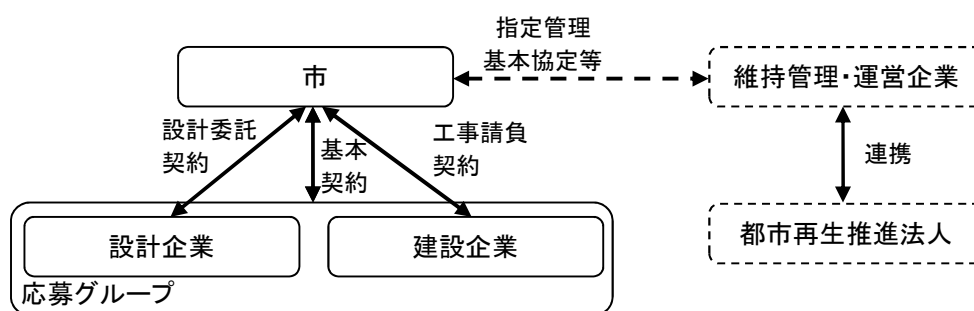 指定管理
基本協定等
市
維持管理・運営企業
設計委託
契約
基本
契約
工事請負
契約
連携
設計企業
建設企業
都市再生推進法人
応募グループ